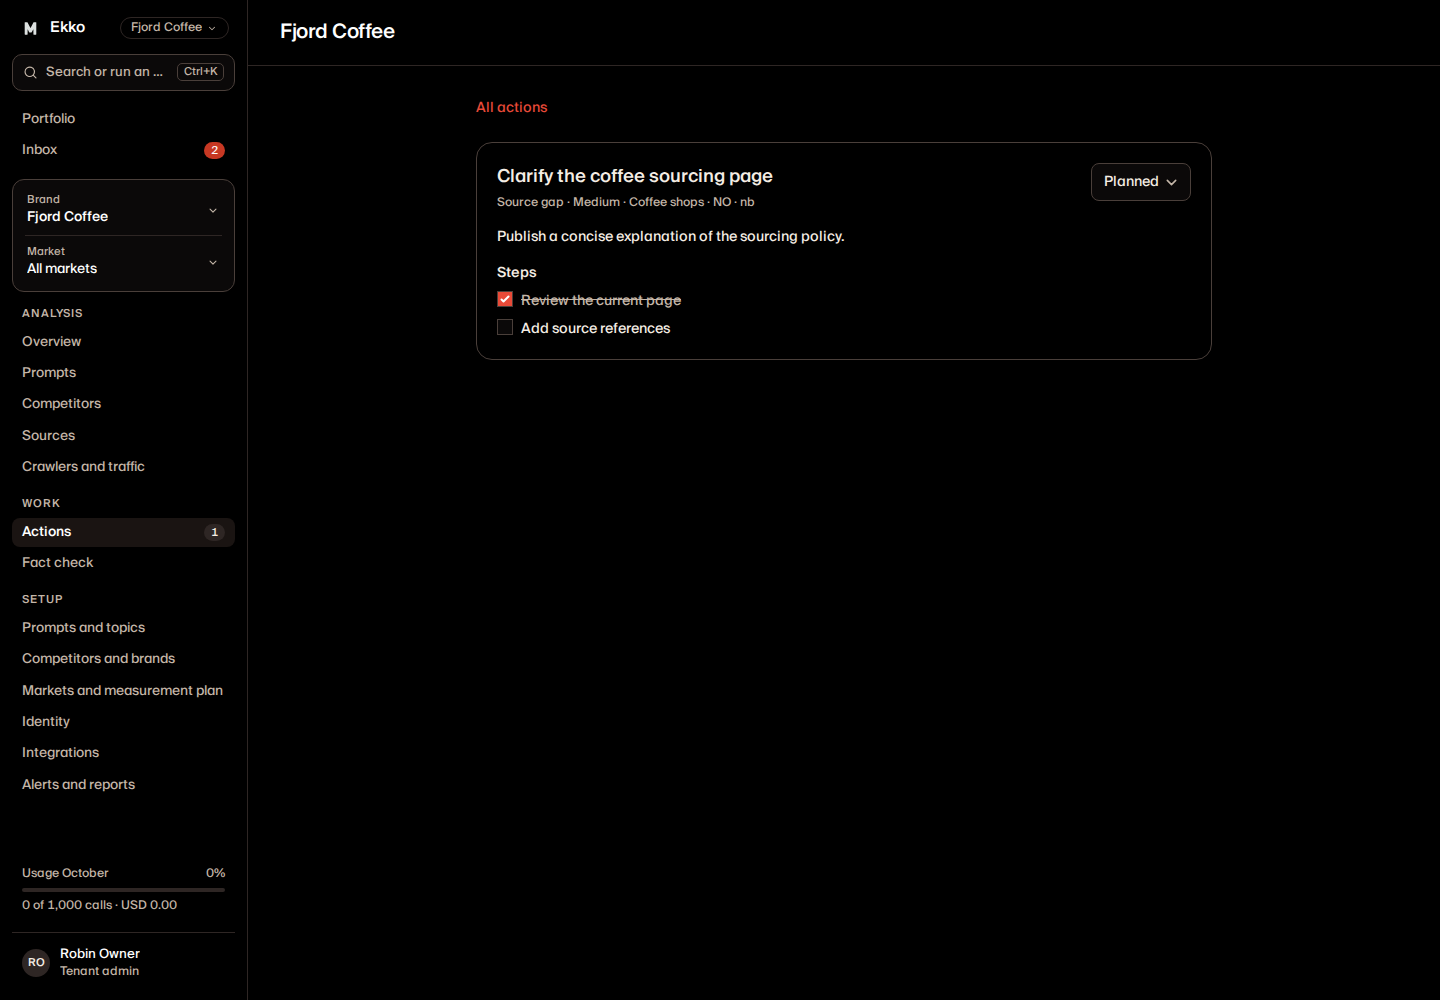 Ekko
Fjord Coffee
Search or run an ...
Ctrl+K
Portfolio
Inbox
2
Brand
Fjord Coffee
Market
All markets
ANALYSIS
Overview
Prompts
Competitors
Sources
Crawlers and traffic
WORK
Actions
1
Fact check
SETUP
Prompts and topics
Competitors and brands
Markets and measurement plan
Identity
Integrations
Alerts and reports
Usage October
0%
0 of 1,000 calls · USD 0.00
RO
Robin Owner
Tenant admin
Fjord Coffee
All actions
Clarify the coffee sourcing page
Planned
Source gap · Medium · Coffee shops · NO · nb
Publish a concise explanation of the sourcing policy.
Steps
Review the current page
Add source references